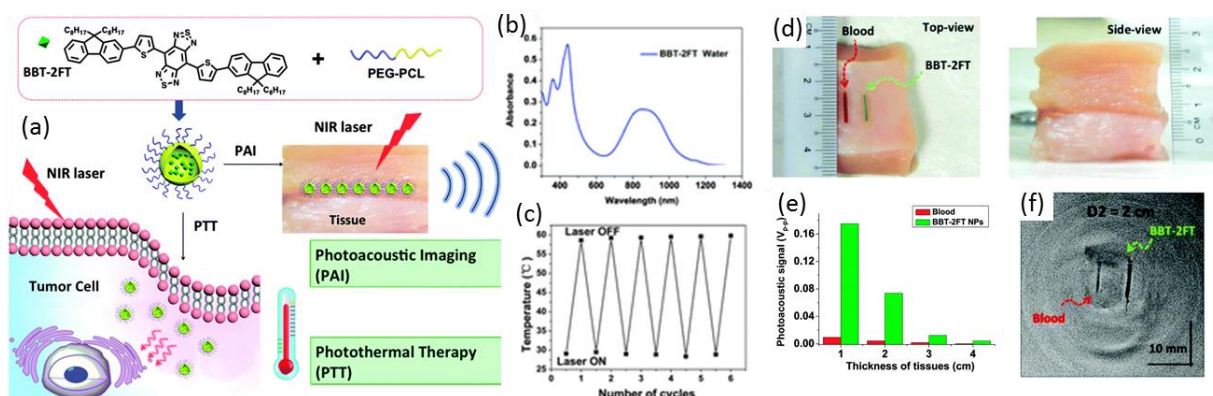 C₈H₁₇
C₈H₁₇
N
S
N
S
S
N
S
N
C₈H₁₇
C₈H₁₇
BBT-2FT
+
PEG-PCL
(a)
NIR laser
PAI
NIR laser
Tissue
PTT
Tumor Cell
Photoacoustic Imaging
(PAI)
Photothermal Therapy
(PTT)
(b)
BBT-2FT Water
Absorbance
0.6
0.5
0.4
0.3
0.2
0.1
0.0
400 600 800 1000 1200 1400
Wavelength (nm)
(c)
Laser OFF
Laser ON
Temperature (℃)
65
60
55
50
45
40
35
30
25
0 1 2 3 4 5 6
Number of cycles
(d)
Top-view
Blood
BBT-2FT
Side-view
(e)
Blood
BBT-2FT NPs
Photoacoustic signal (Vp-p)
0.16
0.12
0.08
0.04
0.00
1 2 3 4
Thickness of tissues (cm)
(f)
D2 = 2 cm
BBT-2FT
Blood
10 mm